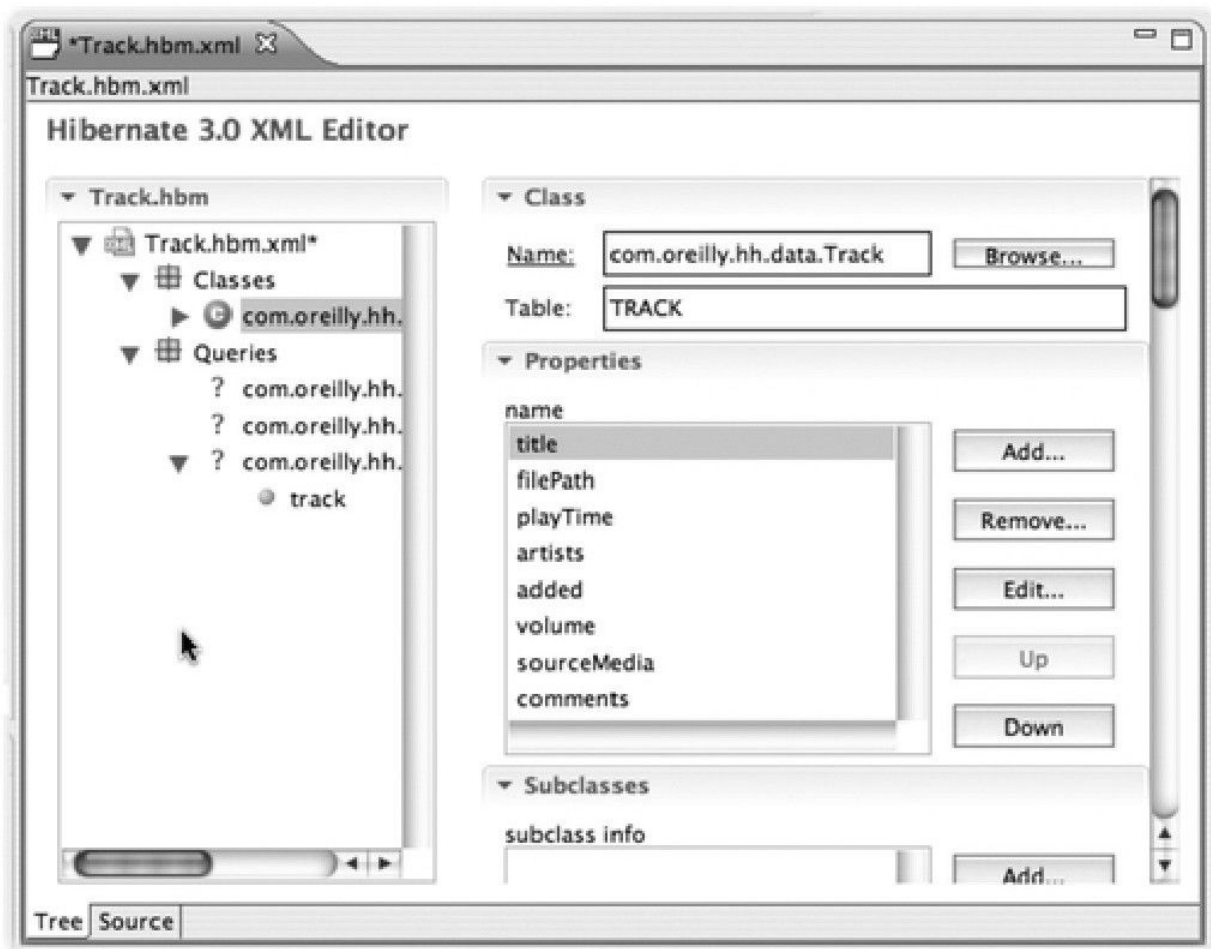 *Track.hbm.xml
Track.hbm.xml
Hibernate 3.0 XML Editor
Track.hbm
Track.hbm.xml*
Classes
com.oreilly.hh.
Queries
? com.oreilly.hh.
? com.oreilly.hh.
? com.oreilly.hh.
track
Class
Name: com.oreilly.hh.data.Track Browse...
Table: TRACK
Properties
name
title
filePath
playTime
artists
added
volume
sourceMedia
comments
Add...
Remove...
Edit...
Up
Down
Subclasses
subclass info
Add...
Tree Source